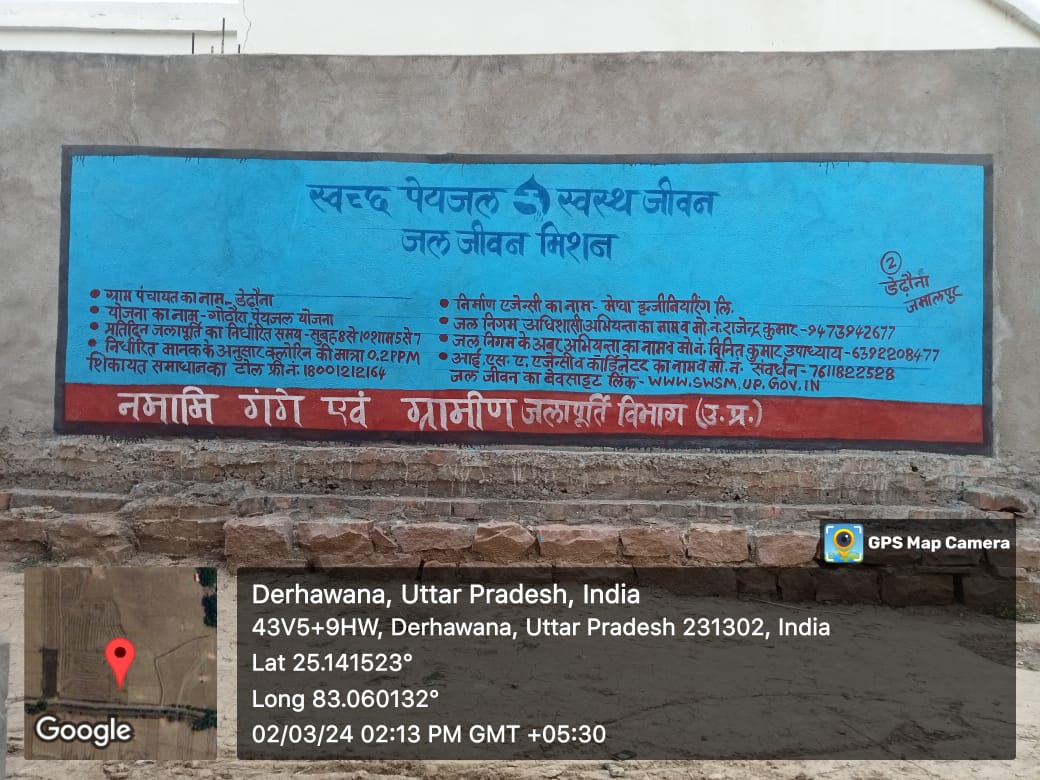 स्वच्छ पेयजल स्वस्थ जीवन
जल जीवन मिशन
2
डेढ़ौना
जमालपुर
• ग्राम पंचायत का नाम- डेढ़ौना
• योजना का नाम- गोठौरा पेयजल योजना
• प्रतिदिन जलापूर्ति का निर्धारित समय- सुबह 8 से 10 शाम 5 से 7
• निर्धारित मानक के अनुसार क्लोरिन की मात्रा 0.2 PPM
शिकायत समाधान का टोल फ्री नं. 18001212164
• निर्माण एजेन्सी का नाम- मेघा इन्जीनियरिंग लि.
• जल निगम अधिशासी अभियन्ता का नाम व मो.न. राजेन्द्र कुमार-9473942677
• जल निगम के अवर अभियन्ता का नाम व मो.नं. विनित कुमार उपाध्याय-6392208477
• आई. एस. ए. एजेन्सी व कार्डिनेटर का नाम व मो.नं. संवर्धन- 7611822528
जल जीवन का वेबसाइट लिंक- WWW.SWSM.UP.GOV.IN
नमामि गंगे एवं ग्रामीण जलापूर्ति विभाग (उ.प्र.)
GPS Map Camera
Google
Derhawana, Uttar Pradesh, India
43V5+9HW, Derhawana, Uttar Pradesh 231302, India
Lat 25.141523°
Long 83.060132°
02/03/24 02:13 PM GMT +05:30